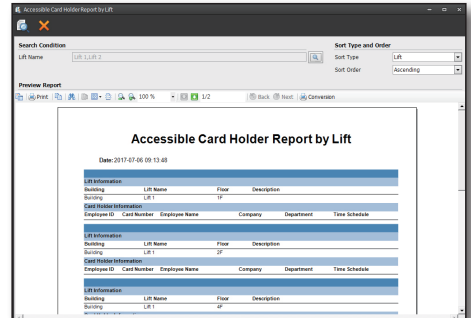 Accessible Card Holder Report by Lift
Search Condition
Sort Type and Order
Lift Name
Lift 1,Lift 2
Sort Type
Lift
Sort Order
Ascending
Preview Report
Print
100 %
1/2
Back
Next
Conversion
Accessible Card Holder Report by Lift
Date: 2017-07-06 09:13:48
Lift Information
Building Lift Name Floor Description
Building Lift 1 1F
Card Holder Information
Employee ID Card Number Employee Name Company Department Time Schedule
Lift Information
Building Lift Name Floor Description
Building Lift 1 2F
Card Holder Information
Employee ID Card Number Employee Name Company Department Time Schedule
Lift Information
Building Lift Name Floor Description
Building Lift 1 4F